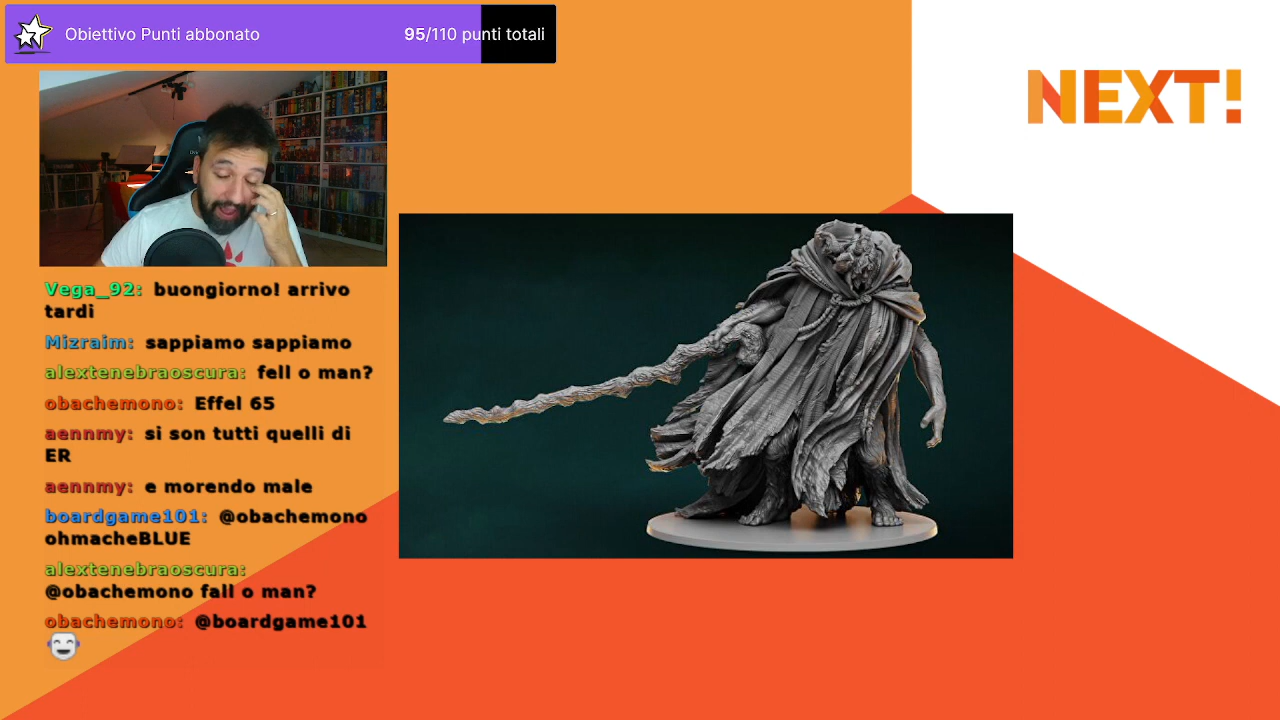 Obiettivo Punti abbonato 95/110 punti totali
NEXT!
Vega_92: buongiorno! arrivo
tardi
Mizraim: sappiamo sappiamo
alextenebraoscura: fell o man?
obachemono: Effel 65
aennmy: si son tutti quelli di
ER
aennmy: e morendo male
boardgame101: @obachemono
ohmacheBLUE
alextenebraoscura:
@obachemono fall o man?
obachemono: @boardgame101